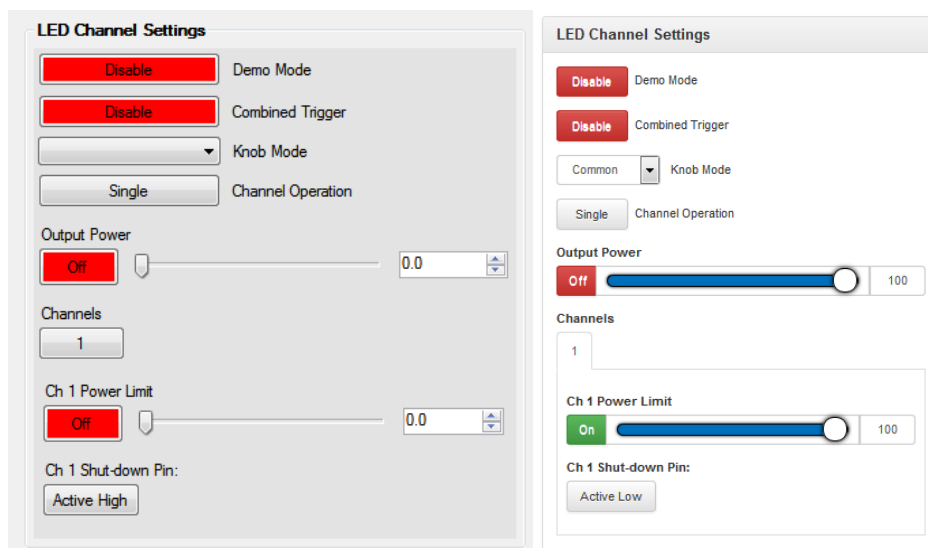 LED Channel Settings
Disable Demo Mode
Disable Combined Trigger
Knob Mode
Single Channel Operation
Output Power
Off 0.0
Channels
1
Ch 1 Power Limit
Off 0.0
Ch 1 Shut-down Pin:
Active High
LED Channel Settings
Disable Demo Mode
Disable Combined Trigger
Common Knob Mode
Single Channel Operation
Output Power
Off 100
Channels
1
Ch 1 Power Limit
On 100
Ch 1 Shut-down Pin:
Active Low